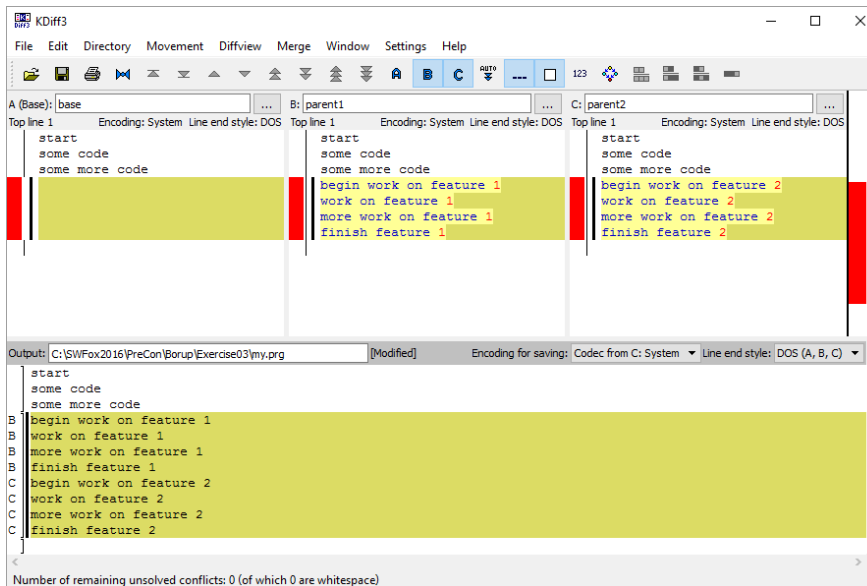 KDiff3
File Edit Directory Movement Diffview Merge Window Settings Help
A B C AUTO 123
A (Base): base ... B: parent1 ... C: parent2 ...
Top line 1 Encoding: System Line end style: DOS Top line 1 Encoding: System Line end style: DOS Top line 1 Encoding: System Line end style: DOS
start
some code
some more code
start
some code
some more code
begin work on feature 1
work on feature 1
more work on feature 1
finish feature 1
start
some code
some more code
begin work on feature 2
work on feature 2
more work on feature 2
finish feature 2
Output: C:\SWFox2016\PreCon\Borup\Exercise03\my.prg [Modified] Encoding for saving: Codec from C: System Line end style: DOS (A, B, C)
start
some code
some more code
B begin work on feature 1
B work on feature 1
B more work on feature 1
B finish feature 1
C begin work on feature 2
C work on feature 2
C more work on feature 2
C finish feature 2
Number of remaining unsolved conflicts: 0 (of which 0 are whitespace)